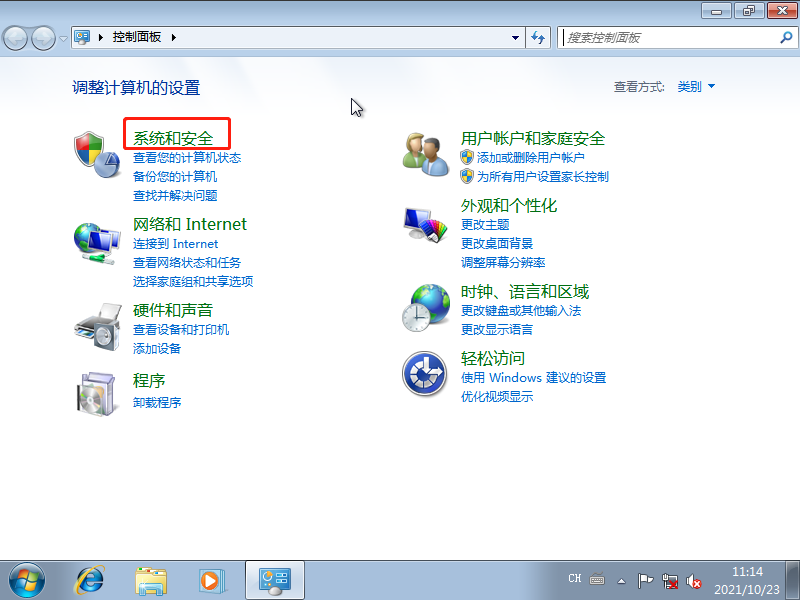 控制面板
搜索控制面板
调整计算机的设置
查看方式: 类别
系统和安全
查看您的计算机状态
备份您的计算机
查找并解决问题
网络和 Internet
连接到 Internet
查看网络状态和任务
选择家庭组和共享选项
硬件和声音
查看设备和打印机
添加设备
程序
卸载程序
用户帐户和家庭安全
添加或删除用户帐户
为所有用户设置家长控制
外观和个性化
更改主题
更改桌面背景
调整屏幕分辨率
时钟、语言和区域
更改键盘或其他输入法
更改显示语言
轻松访问
使用 Windows 建议的设置
优化视频显示
CH
11:14
2021/10/23